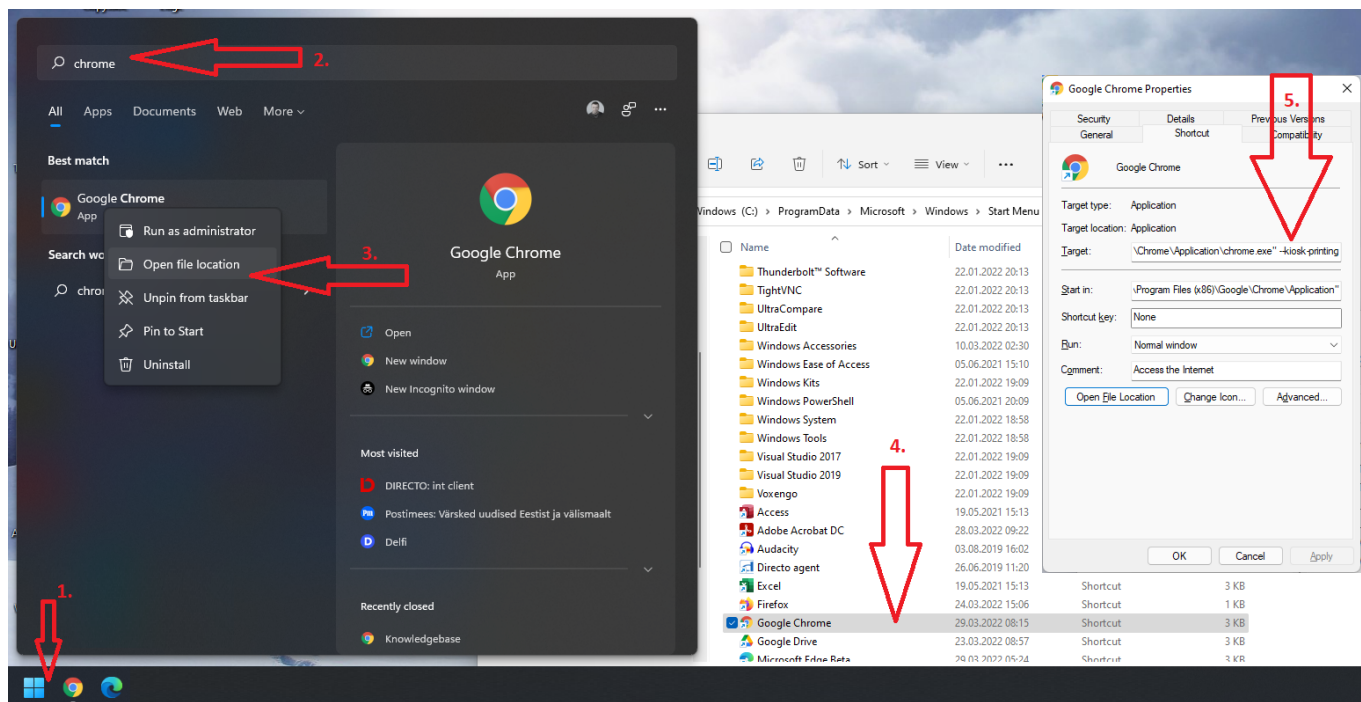 chrome
2.
All Apps Documents Web More
Best match
Google Chrome
App
Run as administrator
Open file location
3.
Unpin from taskbar
Pin to Start
Uninstall
Search
Google Chrome
App
Open
New window
New Incognito window
Most visited
DIRECTO: int client
Postimees: Värsked uudised Eestist ja välismaalt
Delfi
Recently closed
Knowledgebase
1.
Sort View
Windows (C:) > ProgramData > Microsoft > Windows > Start Menu
Name Date modified
Thunderbolt™ Software 22.01.2022 20:13
TightVNC 22.01.2022 20:13
UltraCompare 22.01.2022 20:13
UltraEdit 22.01.2022 20:13
Windows Accessories 10.03.2022 02:30
Windows Ease of Access 05.06.2021 15:10
Windows Kits 22.01.2022 19:09
Windows PowerShell 05.06.2021 20:09
Windows System 22.01.2022 18:58
Windows Tools 22.01.2022 18:58
4.
Visual Studio 2017 22.01.2022 19:09
Visual Studio 2019 22.01.2022 19:09
Voxengo 22.01.2022 19:09
Access 19.05.2021 15:13
Adobe Acrobat DC 28.03.2022 09:22
Audacity 03.08.2019 16:02
Directo agent 26.06.2019 11:20
Excel 19.05.2021 15:13 Shortcut 3 KB
Firefox 24.03.2022 15:06 Shortcut 1 KB
Google Chrome 29.03.2022 08:15 Shortcut 3 KB
Google Drive 23.03.2022 08:57 Shortcut 3 KB
Microsoft Edge Beta 29.03.2022 05:24 Shortcut 3 KB
Google Chrome Properties
5.
Security Details Previous Versions
General Shortcut Compatibility
Google Chrome
Target type: Application
Target location: Application
Target: \Chrome\Application\chrome.exe" --kiosk-printing
Start in: \Program Files (x86)\Google\Chrome\Application"
Shortcut key: None
Run: Normal window
Comment: Access the Internet
Open File Location Change Icon... Advanced...
OK Cancel Apply